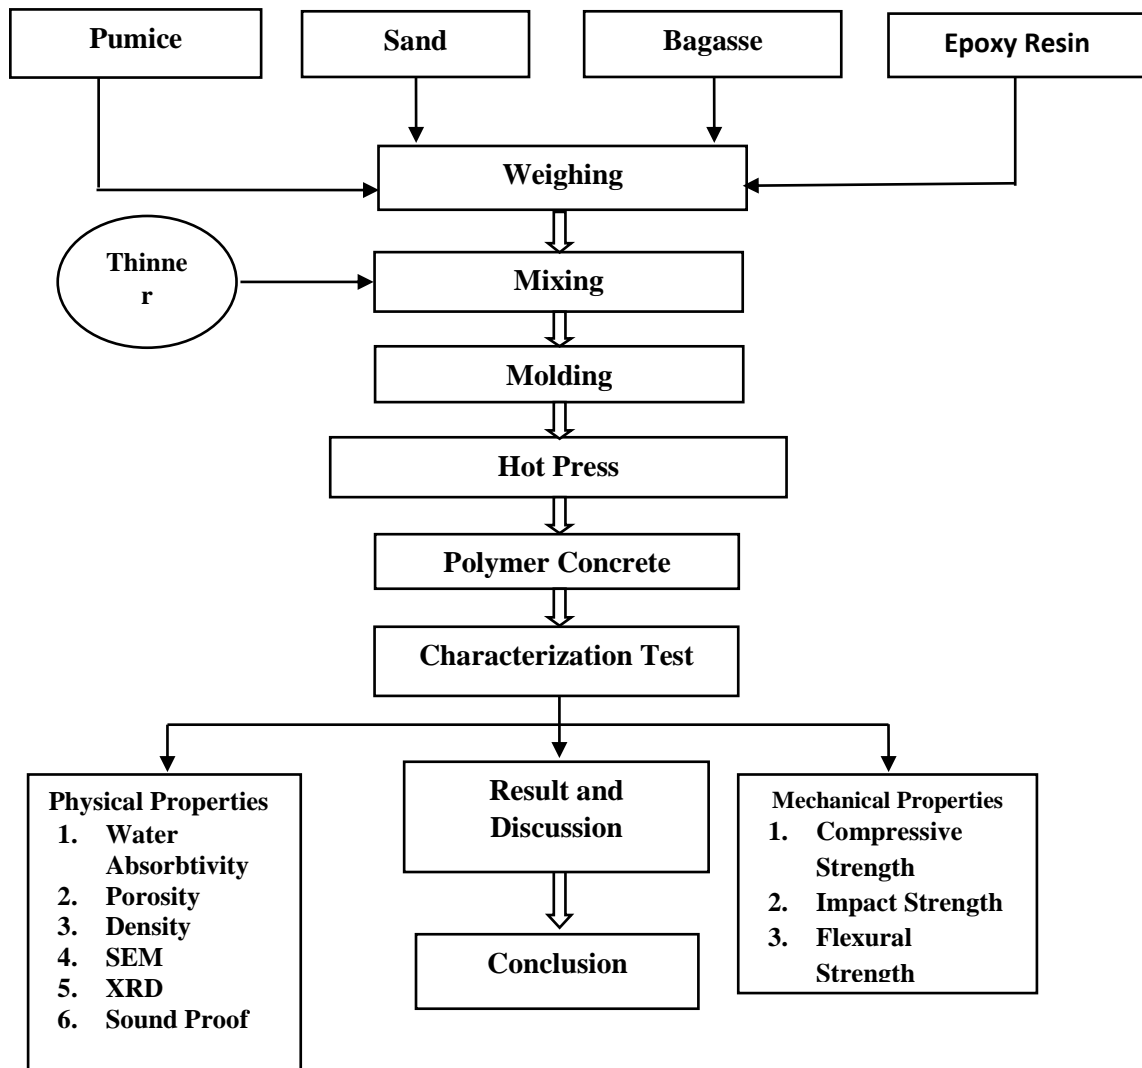 Pumice
Sand
Bagasse
Epoxy Resin
Weighing
Thinne
r
Mixing
Molding
Hot Press
Polymer Concrete
Characterization Test
Physical Properties
1. Water
Absorbtivity
2. Porosity
3. Density
4. SEM
5. XRD
6. Sound Proof
Result and
Discussion
Conclusion
Mechanical Properties
1. Compressive
Strength
2. Impact Strength
3. Flexural
Strength